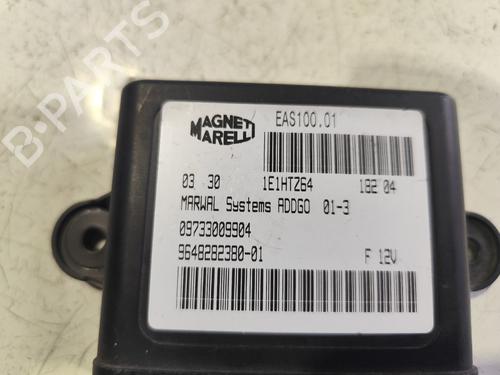 B-PARTS
MAGNETI MARELLI
EAS100.01
03 30 1E1HTZ64 182 04
MARWAL Systems ADDGO 01-3
09733009904
9648282380-01 F 12V